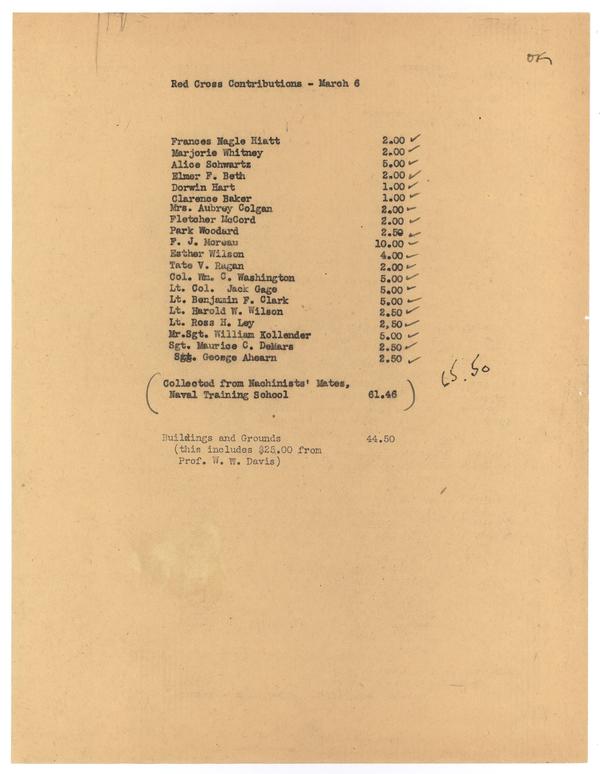 OK
Red Cross Contributions - March 6
Frances Nagle Hiatt 2.00 ✓
Marjorie Whitney 2.00 ✓
Alice Schwartz 5.00 ✓
Elmer F. Beth 2.00 ✓
Dorwin Hart 1.00 ✓
Clarence Baker 1.00 ✓
Mrs. Aubrey Colgan 2.00 ✓
Fletcher McCord 2.00 ✓
Park Woodard 2.50 ✓
F. J. Moreau 10.00 ✓
Esther Wilson 4.00 ✓
Tate V. Ragan 2.00 ✓
Col. Wm. C. Washington 5.00 ✓
Lt. Col. Jack Gage 5.00 ✓
Lt. Benjamin F. Clark 5.00 ✓
Lt. Harold W. Wilson 2.50 ✓
Lt. Ross H. Ley 2,50 ✓
Mr.Sgt. William Kollender 5.00 ✓
Sgt. Maurice C. DeMars 2.50 ✓
Sgt. George Ahearn 2.50 ✓
65.50
(Collected from Machinists' Mates,
Naval Training School 61.46)
Buildings and Grounds 44.50
(this includes $25.00 from
Prof. W. W. Davis)